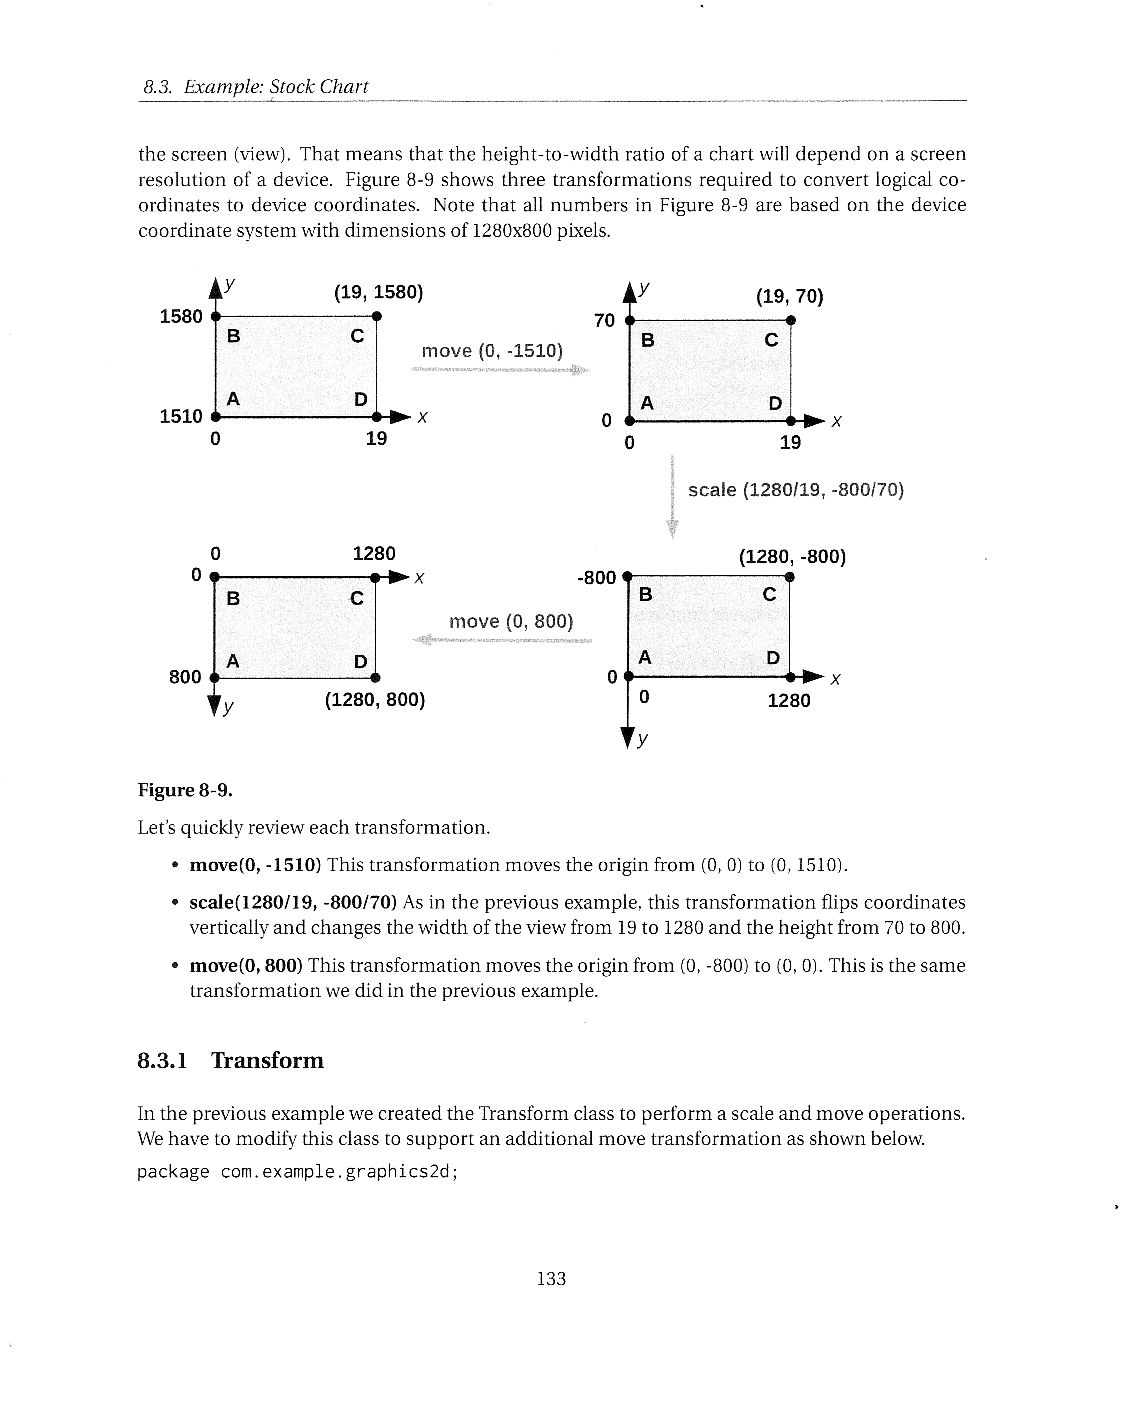 8.3. Example: Stock Chart
the screen (view). That means that the height-to-width ratio of a chart will depend on a screen
resolution of a device. Figure 8-9 shows three transformations required to convert logical co-
ordinates to device coordinates. Note that all numbers in Figure 8-9 are based on the device
coordinate system with dimensions of 1280x800 pixels.
y
(19, 1580)
1580
B C
move (0, -1510)
A D
1510
x
0 19
y
(19, 70)
70
B C
A D
0
x
0 19
scale (1280/19, -800/70)
0 1280
0
x
B C
move (0, 800)
A D
800
(1280, 800)
y
(1280, -800)
-800
B C
A D
0
x
0 1280
y
Figure 8-9.
Let's quickly review each transformation.
• move(0, -1510) This transformation moves the origin from (0, 0) to (0, 1510).
• scale(1280/19, -800/70) As in the previous example, this transformation flips coordinates
vertically and changes the width of the view from 19 to 1280 and the height from 70 to 800.
• move(0, 800) This transformation moves the origin from (0, -800) to (0, 0). This is the same
transformation we did in the previous example.
8.3.1 Transform
In the previous example we created the Transform class to perform a scale and move operations.
We have to modify this class to support an additional move transformation as shown below.
package com.example.graphics2d;
133